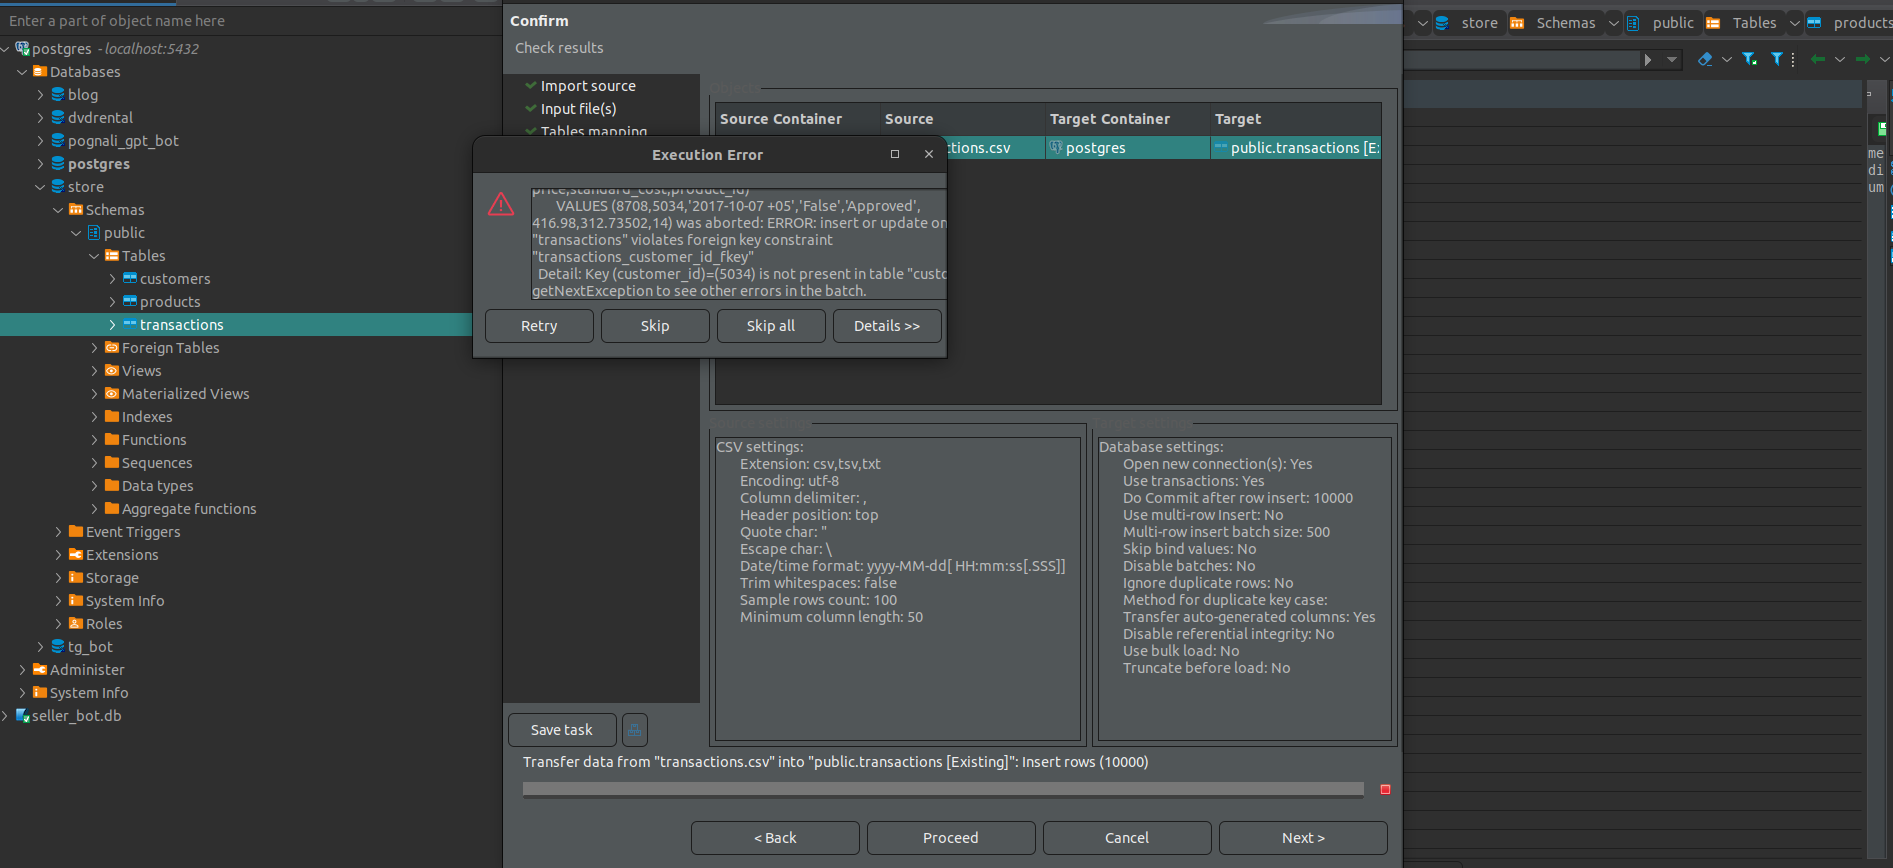 Enter a part of object name here
postgres - localhost:5432
Databases
blog
dvdrental
pognali_gpt_bot
postgres
store
Schemas
public
Tables
customers
products
transactions
Foreign Tables
Views
Materialized Views
Indexes
Functions
Sequences
Data types
Aggregate functions
Event Triggers
Extensions
Storage
System Info
Roles
tg_bot
Administer
System Info
seller_bot.db
Confirm
Check results
Import source
Input file(s)
Tables mapping
Source Container Source Target Container Target
ctions.csv postgres public.transactions [E
Execution Error
price,standard_cost,product_id)
VALUES (8708,5034,'2017-10-07 +05','False','Approved',
416.98,312.73502,14) was aborted: ERROR: insert or update on
"transactions" violates foreign key constraint
"transactions_customer_id_fkey"
Detail: Key (customer_id)=(5034) is not present in table "custo
getNextException to see other errors in the batch.
Retry Skip Skip all Details >>
CSV settings:
Extension: csv,tsv,txt
Encoding: utf-8
Column delimiter: ,
Header position: top
Quote char: "
Escape char: \
Date/time format: yyyy-MM-dd[ HH:mm:ss[.SSS]]
Trim whitespaces: false
Sample rows count: 100
Minimum column length: 50
Database settings:
Open new connection(s): Yes
Use transactions: Yes
Do Commit after row insert: 10000
Use multi-row Insert: No
Multi-row insert batch size: 500
Skip bind values: No
Disable batches: No
Ignore duplicate rows: No
Method for duplicate key case:
Transfer auto-generated columns: Yes
Disable referential integrity: No
Use bulk load: No
Truncate before load: No
Save task
Transfer data from "transactions.csv" into "public.transactions [Existing]": Insert rows (10000)
< Back Proceed Cancel Next >
store Schemas public Tables products
me
di
um